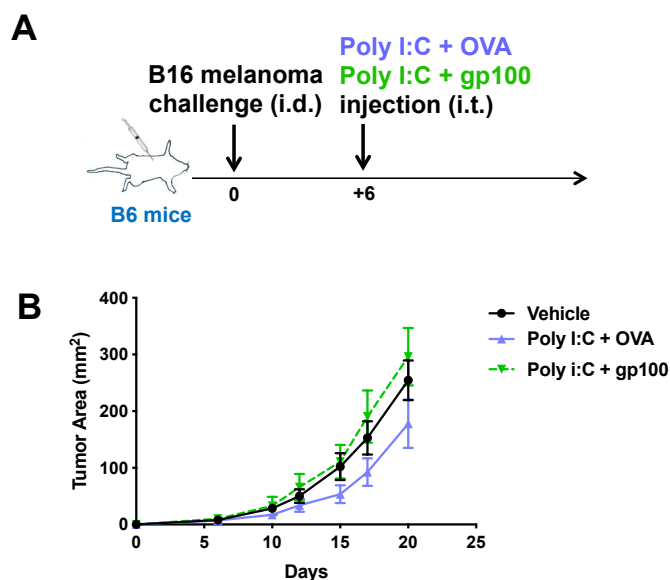 A
Poly I:C + OVA
Poly I:C + gp100
B16 melanoma
challenge (i.d.)
injection (i.t.)
0
+6
B6 mice
B
Tumor Area (mm2)
400
300
200
100
0
0
5
10
15
20
25
Days
Vehicle
Poly I:C + OVA
Poly i:C + gp100